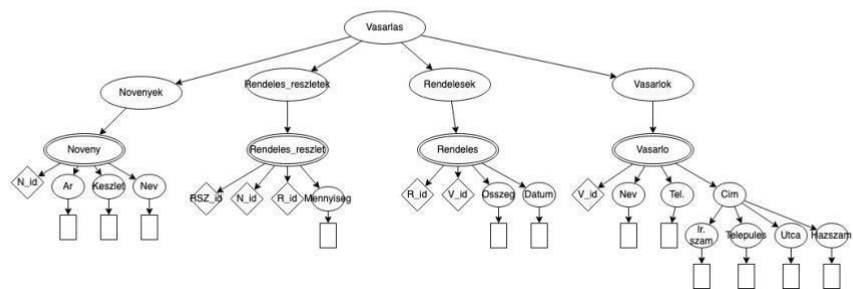 Vasarlas
Novenyek
Rendeles_reszletek
Rendelesek
Vasarlok
Noveny
Rendeles_reszlet
Rendeles
Vasarlo
N_id
Ar
Keszlet
Nev
RSZ_id
N_id
R_id
Mennyiseg
R_id
V_id
Osszeg
Datum
V_id
Nev
Tel.
Cim
Ir.
szam
Telepules
Utca
Hazszam